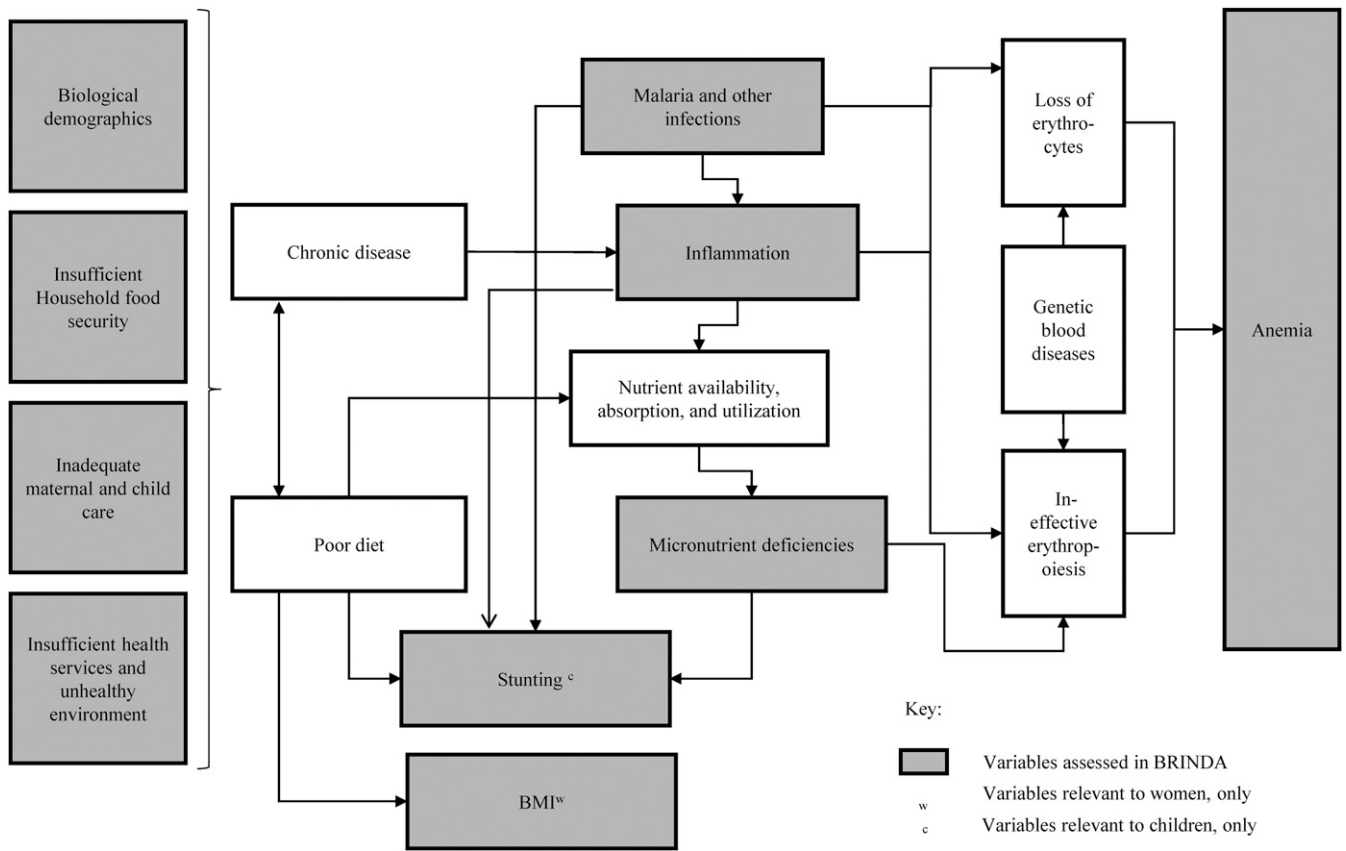 Biological
demographics
Insufficient
Household food
security
Inadequate
maternal and child
care
Insufficient health
services and
unhealthy
environment
Chronic disease
Poor diet
Malaria and other
infections
Inflammation
Nutrient availability,
absorption, and utilization
Micronutrient deficiencies
Stunting c
BMIw
Loss of
erythro-
cytes
Genetic
blood
diseases
In-
effective
erythrop-
oiesis
Anemia
Key:
Variables assessed in BRINDA
w Variables relevant to women, only
c Variables relevant to children, only